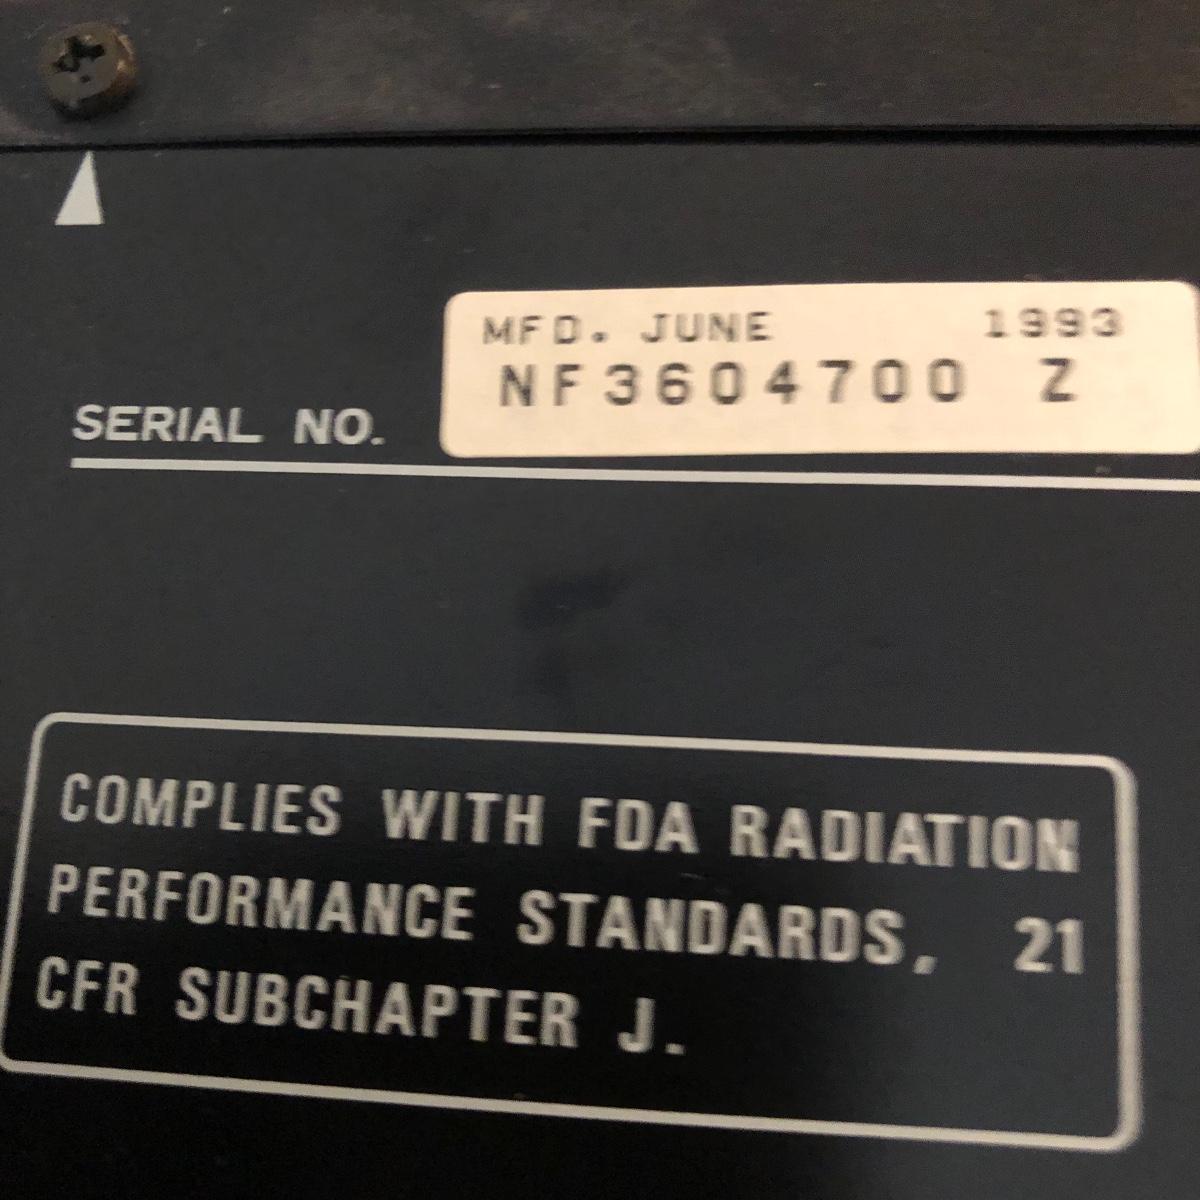 MFD. JUNE 1993
NF3604700 Z
SERIAL NO.
COMPLIES WITH FDA RADIATION
PERFORMANCE STANDARDS, 21
CFR SUBCHAPTER J.